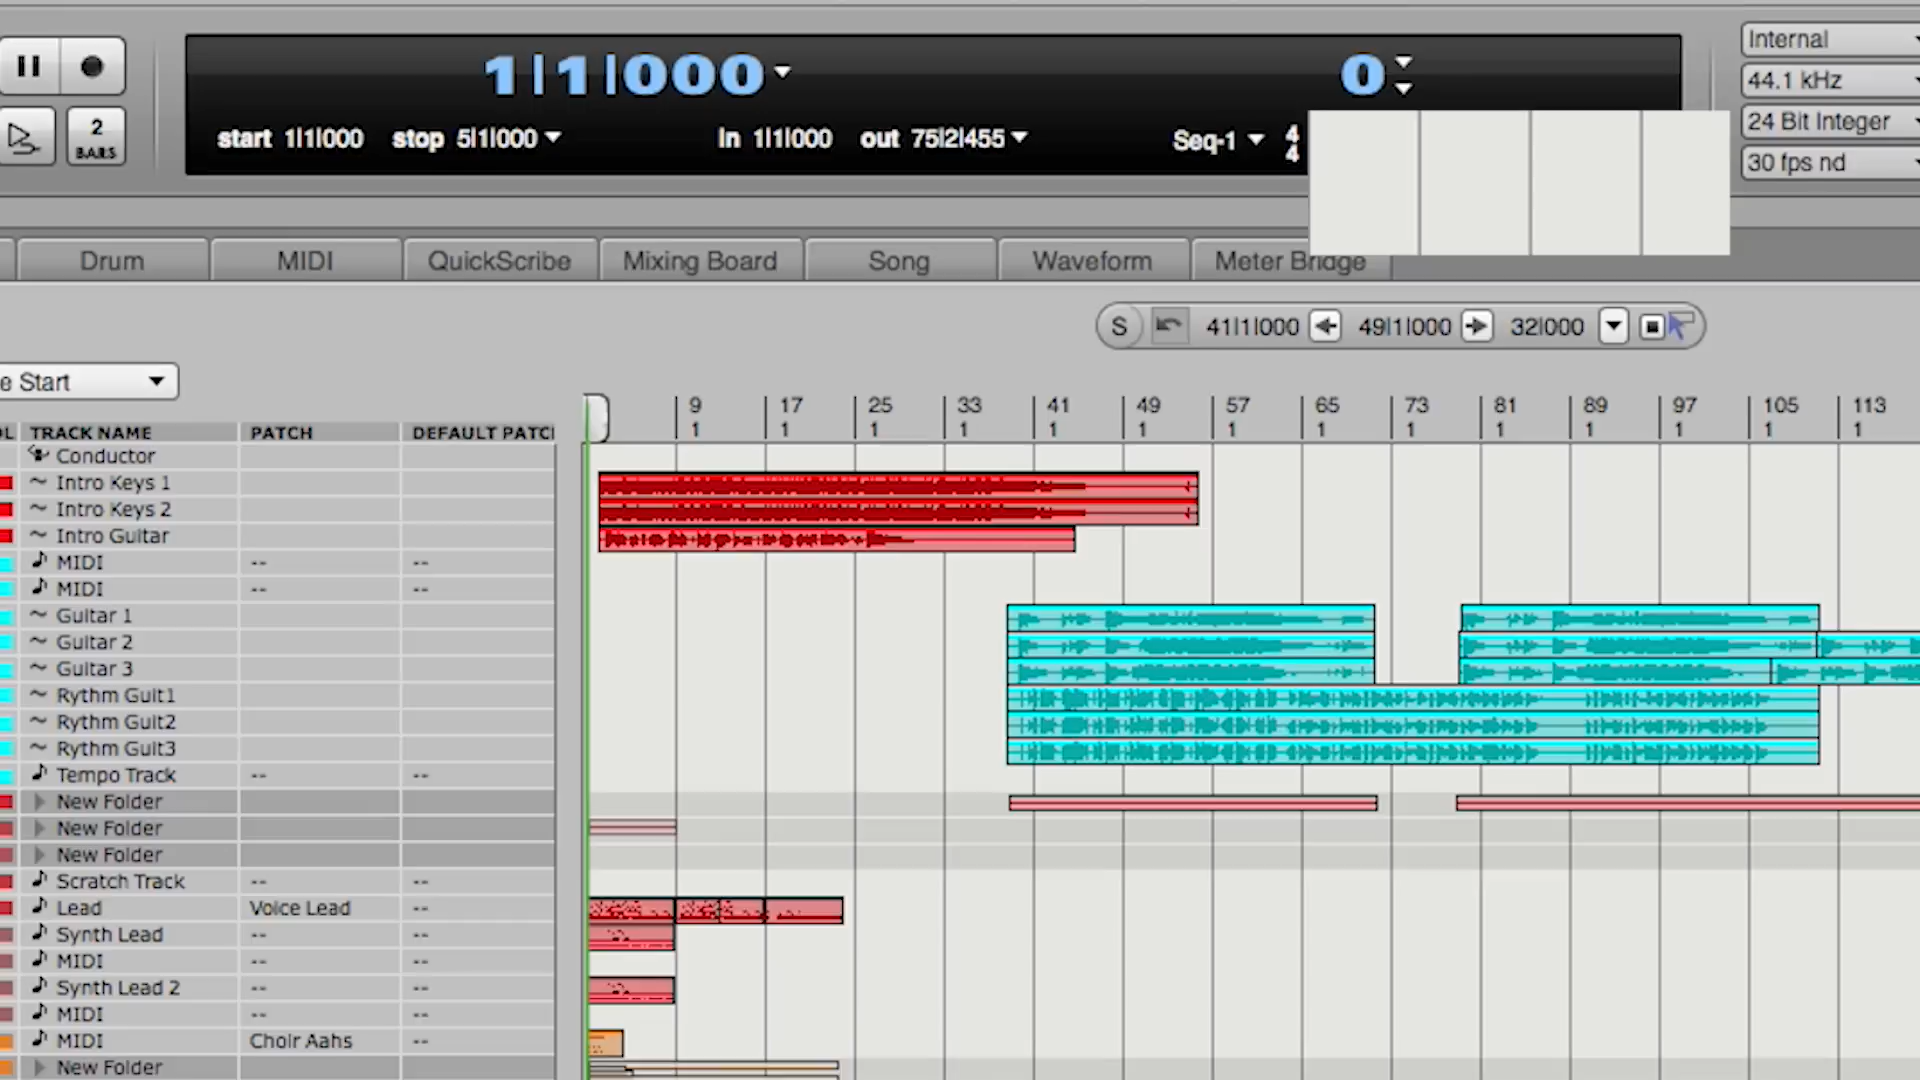 1|1|000
0
start 1|1|000 stop 5|1|000
In 1|1|000 out 75|2|455
Seq-1 4
4
2
BARS
Internal
44.1 kHz
24 Bit Integer
30 fps nd
Drum
MIDI
QuickScribe
Mixing Board
Song
Waveform
Meter Bridge
S 41|1|000 49|1|000 32|000
e Start
9 17 25 33 41 49 57 65 73 81 89 97 105 113
1 1 1 1 1 1 1 1 1 1 1 1 1 1
OL TRACK NAME PATCH DEFAULT PATC
Conductor
Intro Keys 1
Intro Keys 2
Intro Guitar
MIDI -- --
MIDI -- --
Guitar 1
Guitar 2
Guitar 3
Rythm Guit1
Rythm Guit2
Rythm Guit3
Tempo Track -- --
New Folder
New Folder
New Folder
Scratch Track -- --
Lead Voice Lead --
Synth Lead -- --
MIDI -- --
Synth Lead 2 -- --
MIDI -- --
MIDI Choir Aahs --
New Folder